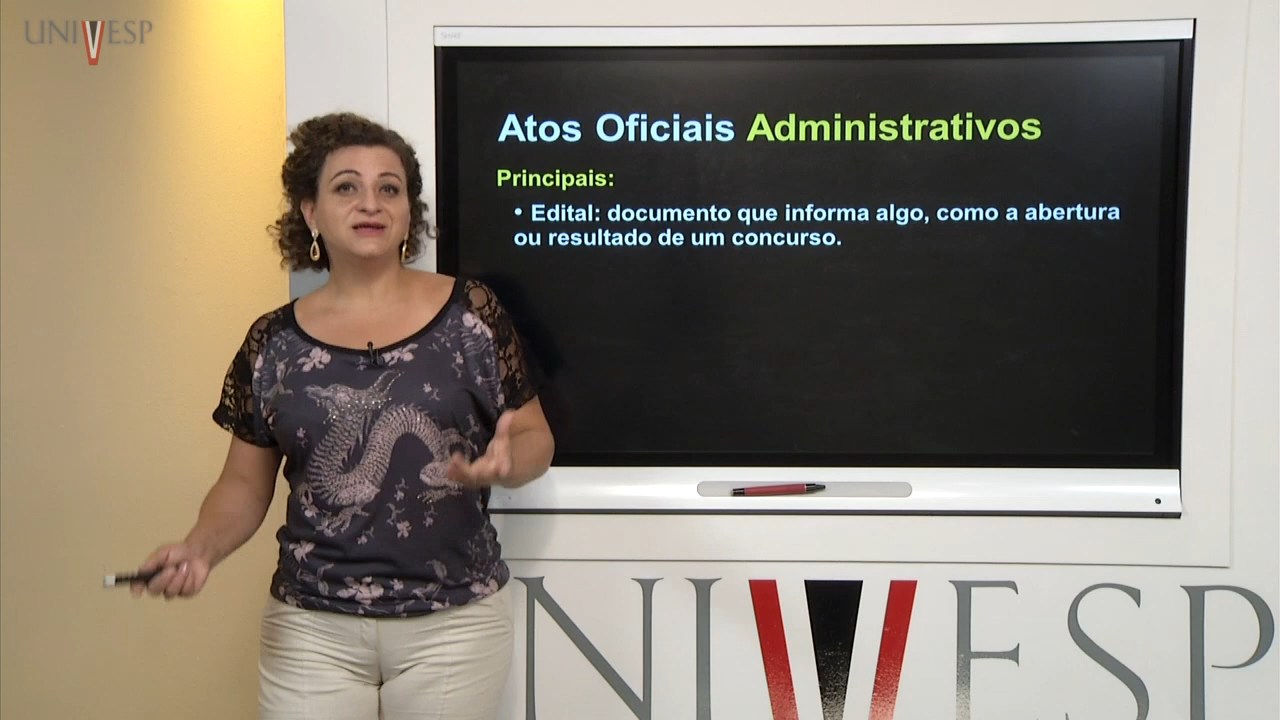 UNIVESP
Atos Oficiais Administrativos
Principais:
• Edital: documento que informa algo, como a abertura
ou resultado de um concurso.
UNIVESP